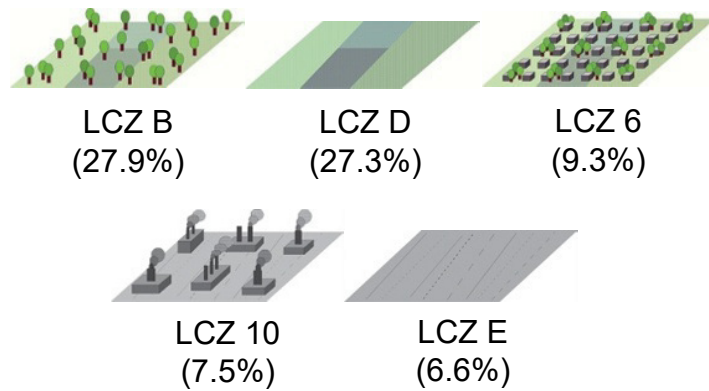 LCZ B
(27.9%)
LCZ D
(27.3%)
LCZ 6
(9.3%)
LCZ 10
(7.5%)
LCZ E
(6.6%)